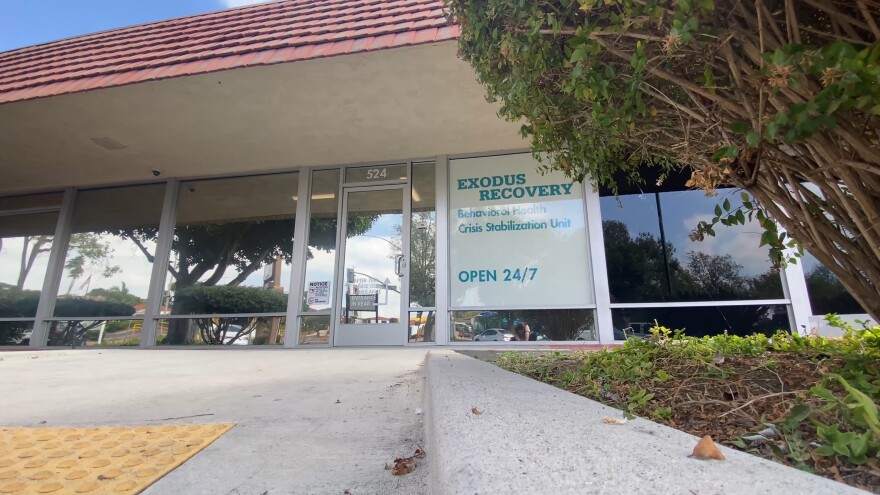 524
EXODUS
RECOVERY
Behavioral Health
Crisis Stabilization Unit
OPEN 24/7
NOTICE